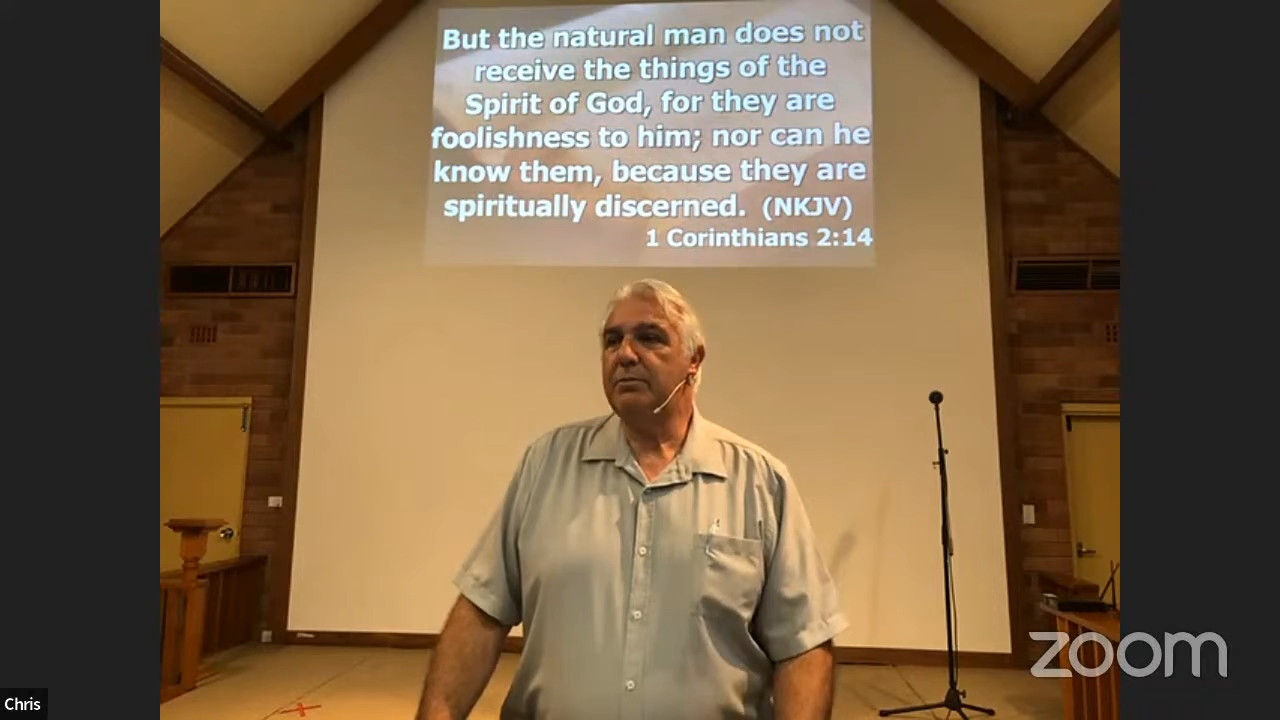 But the natural man does not
receive the things of the
Spirit of God, for they are
foolishness to him; nor can he
know them, because they are
spiritually discerned. (NKJV)
1 Corinthians 2:14
zoom
Chris